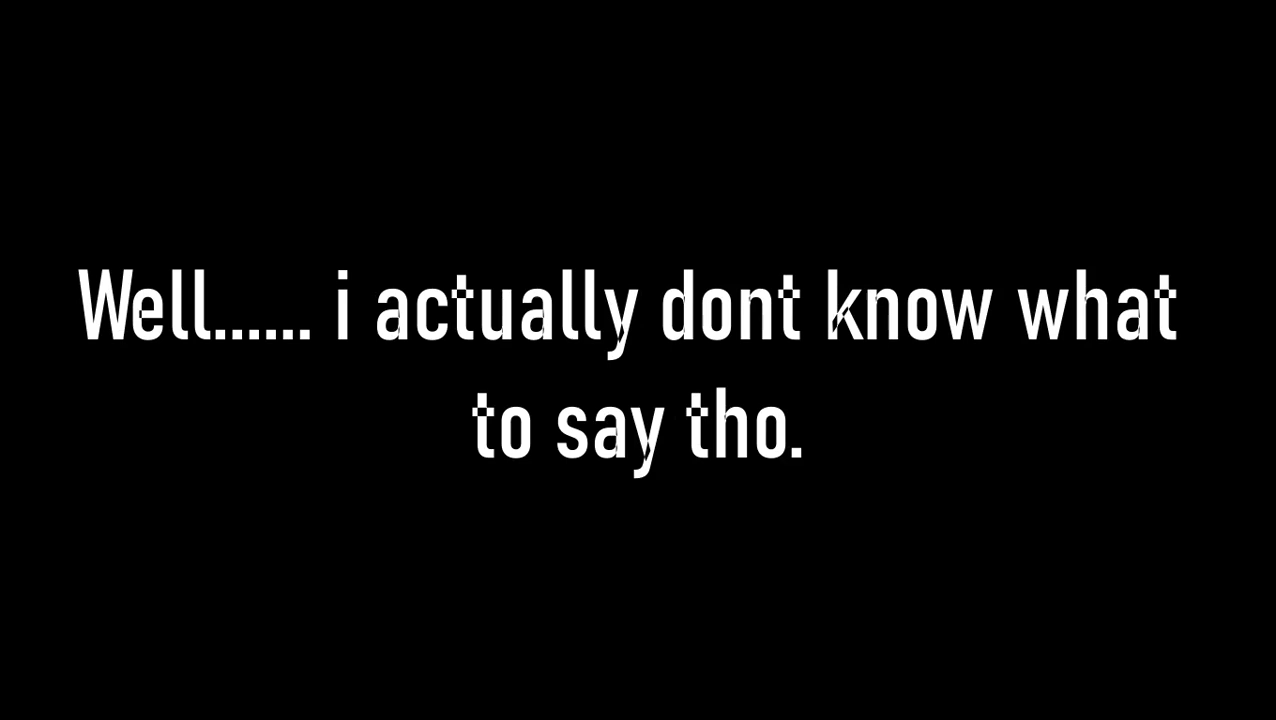 Well...... i actually dont know what
to say tho.